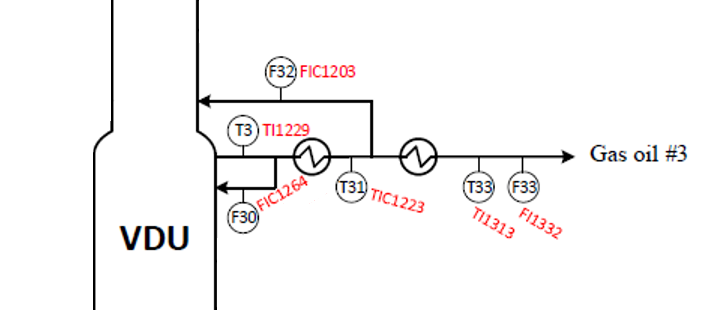 F32 FIC1203
T3 TI1229
Gas oil #3
T31 TIC1223
T33 TI1313
F33 FI1332
F30 FIC1264
VDU